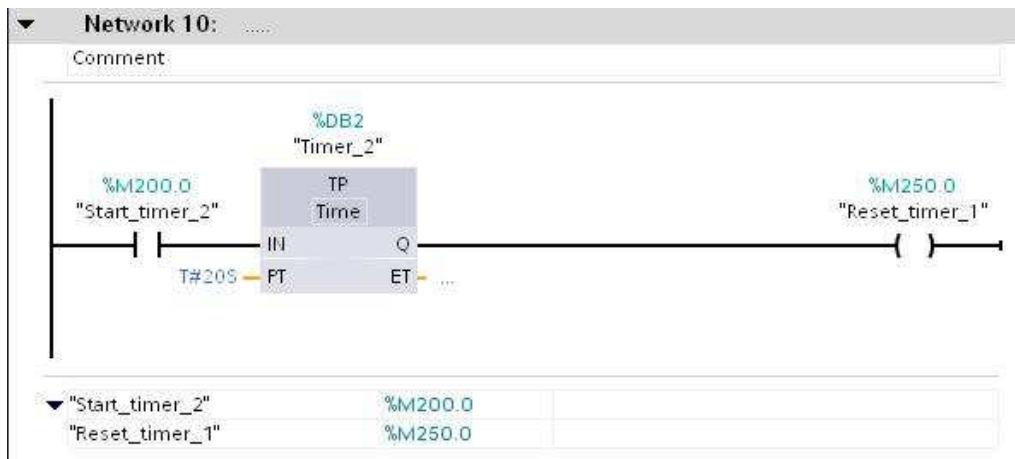 Network 10: .....
Comment
%DB2
"Timer_2"
%M200.0
"Start_timer_2"
TP
Time
%M250.0
"Reset_timer_1"
IN Q
T#20S PT ET ...
"Start_timer_2" %M200.0
"Reset_timer_1" %M250.0